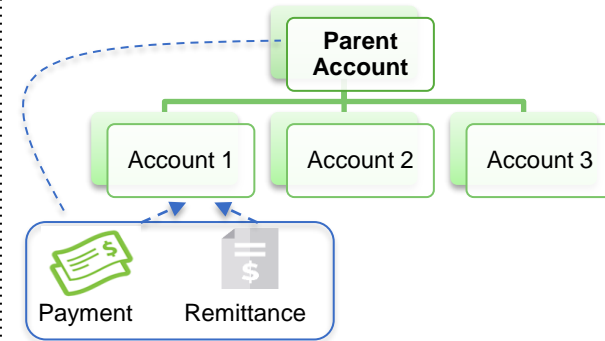 Parent
Account
Account 1
Account 2
Account 3
$
$
Payment
Remittance